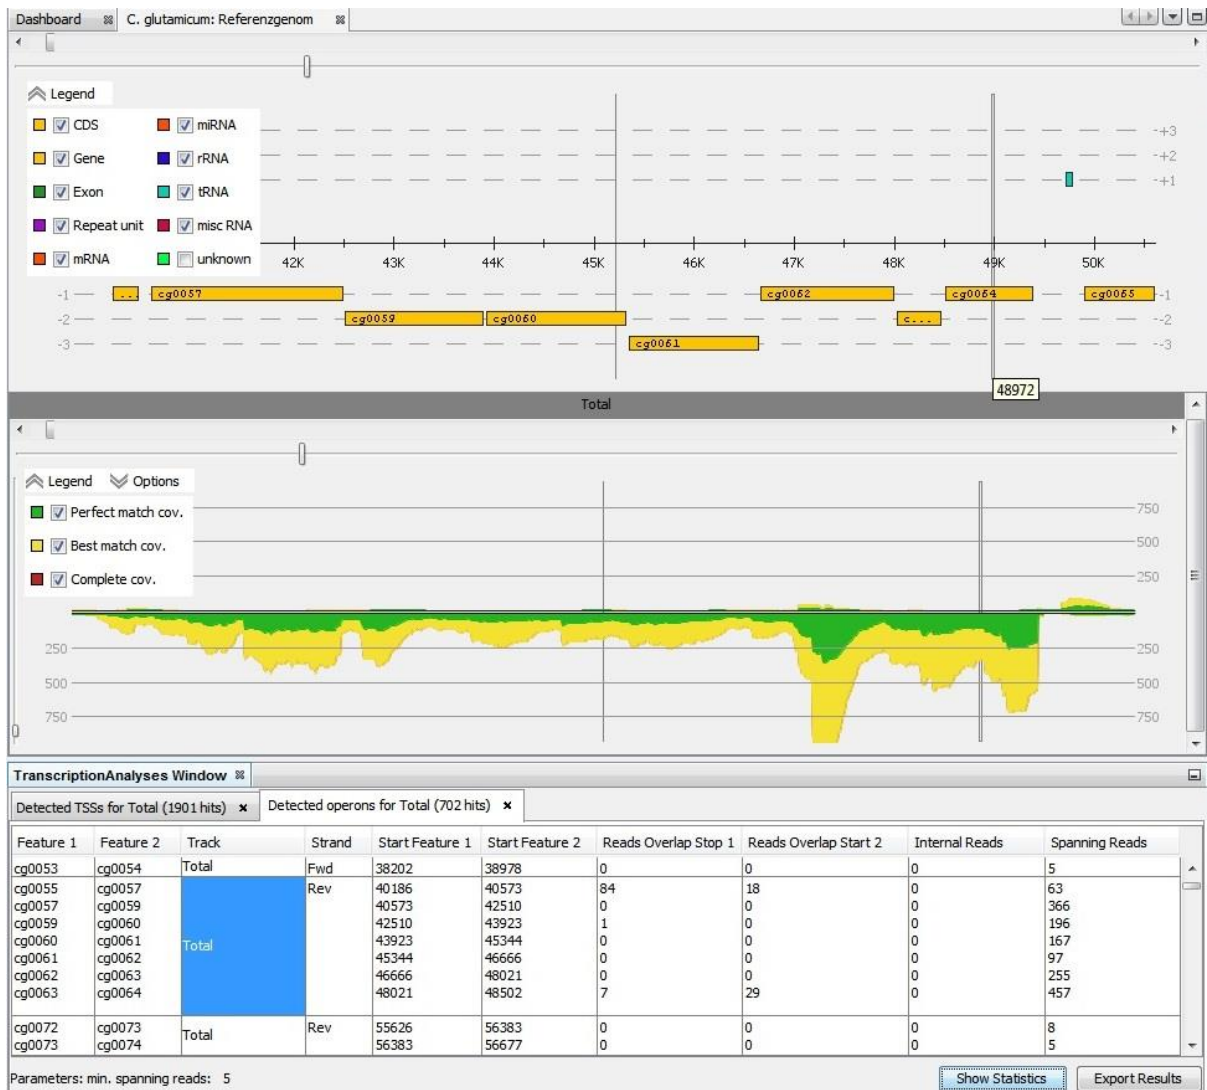 Dashboard C. glutamicum: Referenzgenom
Legend
CDS miRNA
Gene rRNA
Exon tRNA
Repeat unit misc RNA
mRNA unknown
+3
+2
+1
42K 43K 44K 45K 46K 47K 48K 49K 50K
-1 ... cg0057 cg0062 cg0064 cg0065 -1
-2 cg0059 cg0060 c... -2
-3 cg0061 -3
48972
Total
Legend Options
Perfect match cov.
Best match cov.
Complete cov.
750
500
250
250 250
500 500
750 750
TranscriptionAnalyses Window
Detected TSSs for Total (1901 hits) Detected operons for Total (702 hits)
Feature 1 Feature 2 Track Strand Start Feature 1 Start Feature 2 Reads Overlap Stop 1 Reads Overlap Start 2 Internal Reads Spanning Reads
cg0053 cg0054 Total Fwd 38202 38978 0 0 0 5
cg0055 cg0057 Rev 40186 40573 84 18 0 63
cg0057 cg0059 40573 42510 0 0 0 366
cg0059 cg0060 42510 43923 1 0 0 196
cg0060 cg0061 Total 43923 45344 0 0 0 167
cg0061 cg0062 45344 46666 0 0 0 97
cg0062 cg0063 46666 48021 0 0 0 255
cg0063 cg0064 48021 48502 7 29 0 457
cg0072 cg0073 Total Rev 55626 56383 0 0 0 8
cg0073 cg0074 56383 56677 0 0 0 5
Parameters: min. spanning reads: 5 Show Statistics Export Results